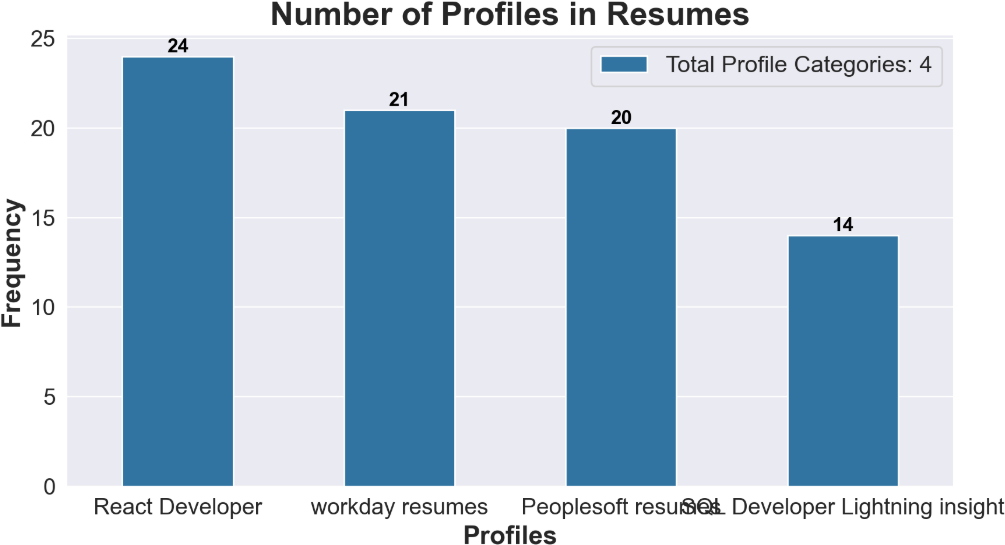 Number of Profiles in Resumes
25
20
15
10
5
0
Frequency
24
21
20
14
Total Profile Categories: 4
React Developer
workday resumes
Peoplesoft resumes
SQL Developer Lightning insight
Profiles